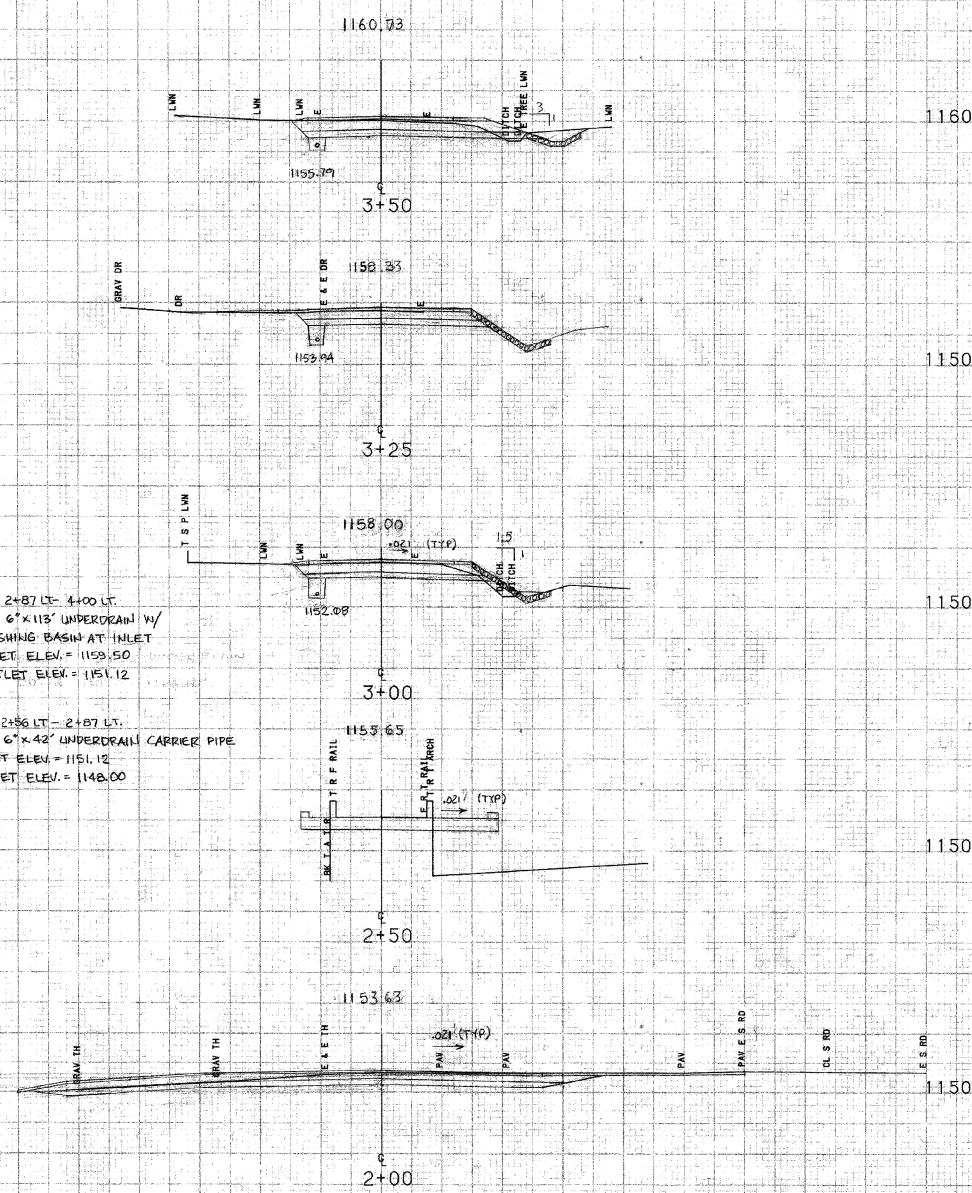 1160.73
LWN
LWN
LWN
E
E
DITCH
DITCH
E TREE LWN
3
1
LWN
1160
1155.79
℄
3+50
GRAV DR
DR
E & E DR
1158.33
E
1153.94
1150
℄
3+25
T S P LWN
LWN
LWN
E
1158.00
.021' (TYP)
E
1.5
1
DITCH
DITCH
1152.08
1150
2+87 LT- 4+00 LT.
6" x 113' UNDERDRAIN W/
SHING BASIN AT INLET
ET ELEV. = 1159.50
TLET ELEV. = 1151.12
℄
3+00
2+56 LT - 2+87 LT.
6" x 42' UNDERDRAIN CARRIER PIPE
T ELEV. = 1151.12
ET ELEV. = 1148.00
1153.65
T R F RAIL
BK T A T R
F R T RAIL
T R T ARCH
.021' (TYP)
1150
℄
2+50
1153.63
GRAV TH
GRAV TH
E & E TH
.021' (TYP)
PAV
PAV
PAV
PAV E S RD
CL S RD
E S RD
1150
℄
2+00